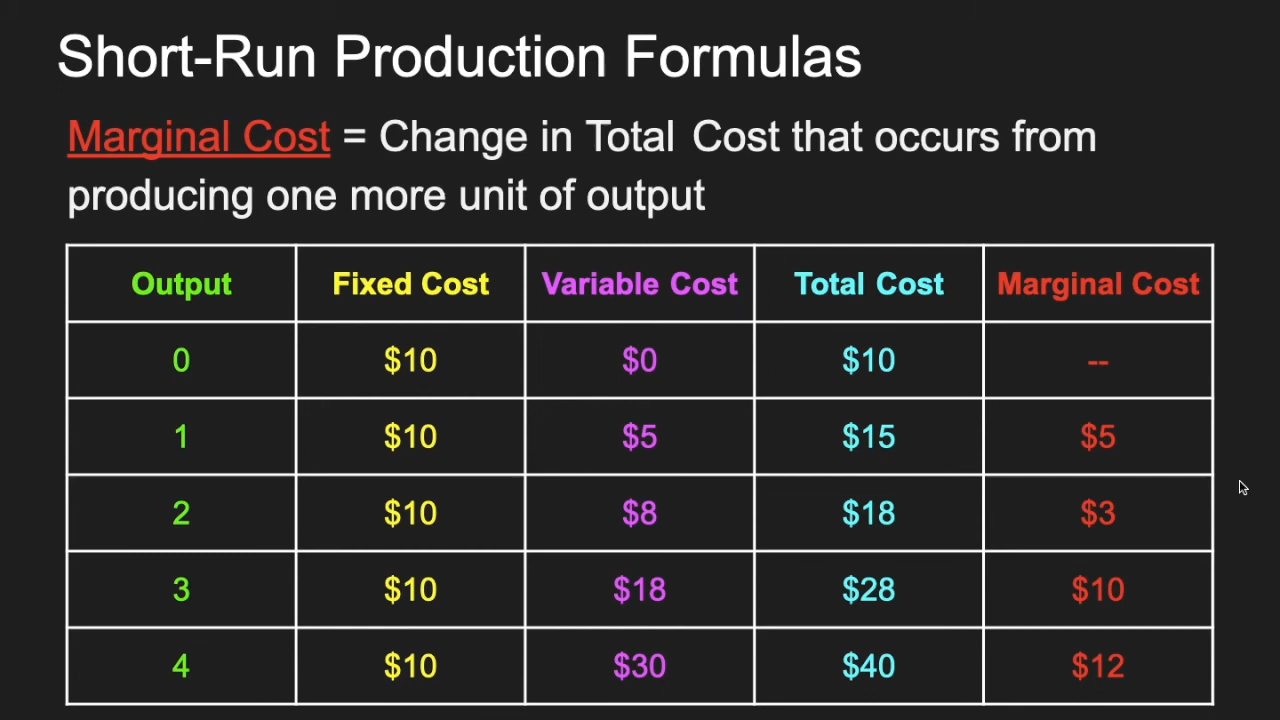 Short-Run Production Formulas
Marginal Cost = Change in Total Cost that occurs from
producing one more unit of output
Output Fixed Cost Variable Cost Total Cost Marginal Cost
0 $10 $0 $10 --
1 $10 $5 $15 $5
2 $10 $8 $18 $3
3 $10 $18 $28 $10
4 $10 $30 $40 $12